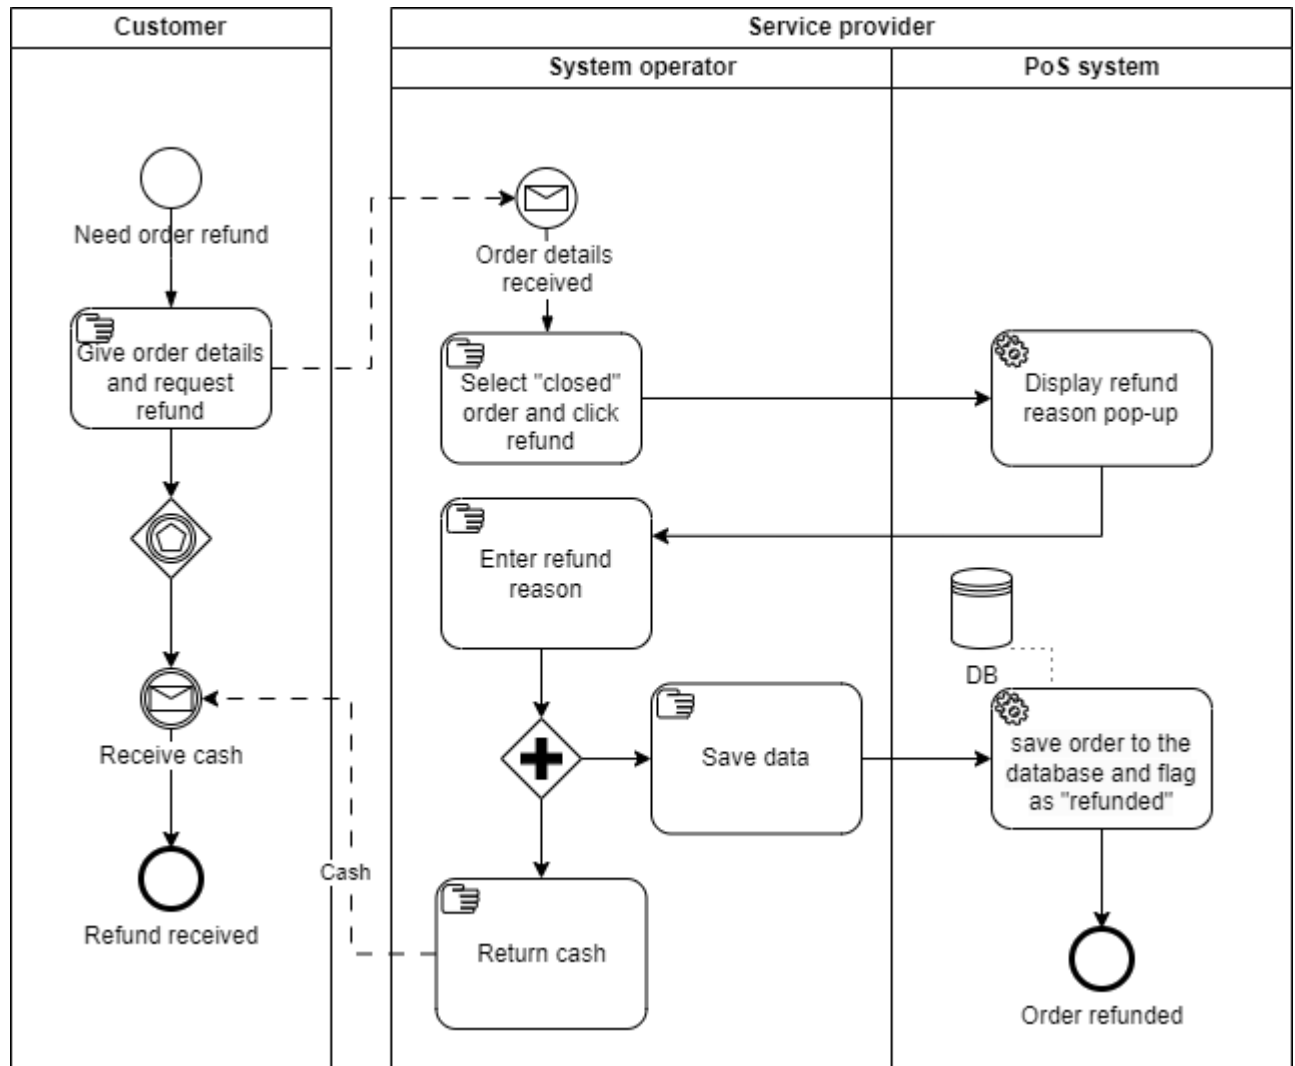 Customer
Service provider
System operator
PoS system
Need order refund
Order details
received
Give order details
and request
refund
Select "closed"
order and click
refund
Display refund
reason pop-up
Enter refund
reason
DB
Receive cash
Save data
save order to the
database and flag
as "refunded"
Cash
Refund received
Return cash
Order refunded